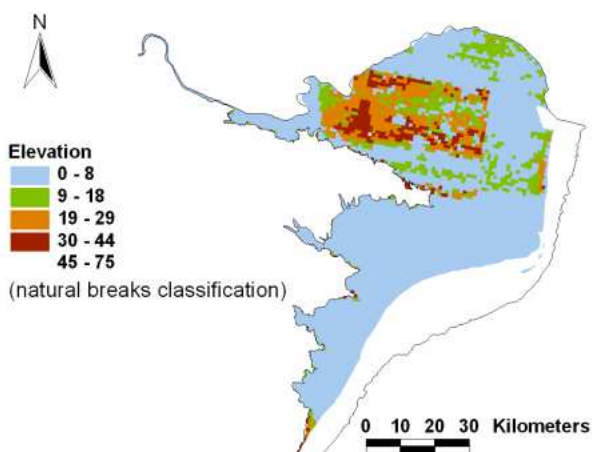 N
Elevation
0 - 8
9 - 18
19 - 29
30 - 44
45 - 75
(natural breaks classification)
0 10 20 30 Kilometers